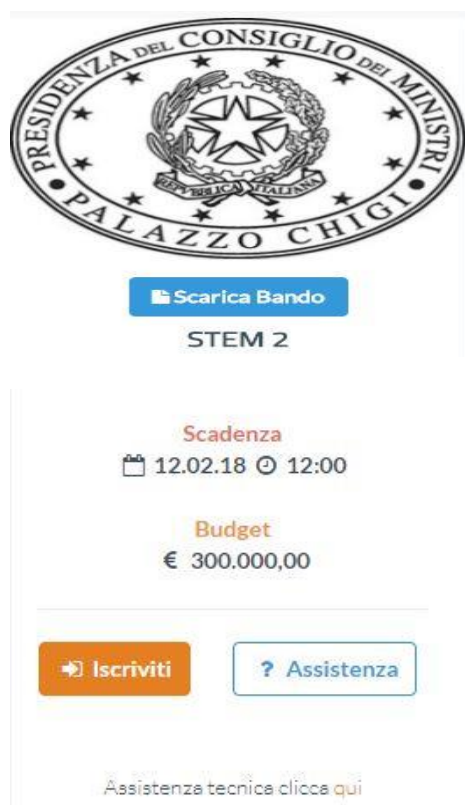 PRESIDENZA DEL CONSIGLIO DEI MINISTRI
• PALAZZO CHIGI •
REPVBBLICA ITALIANA
Scarica Bando
STEM 2
Scadenza
12.02.18 12:00
Budget
€ 300.000,00
Iscriviti
? Assistenza
Assistenza tecnica clicca qui